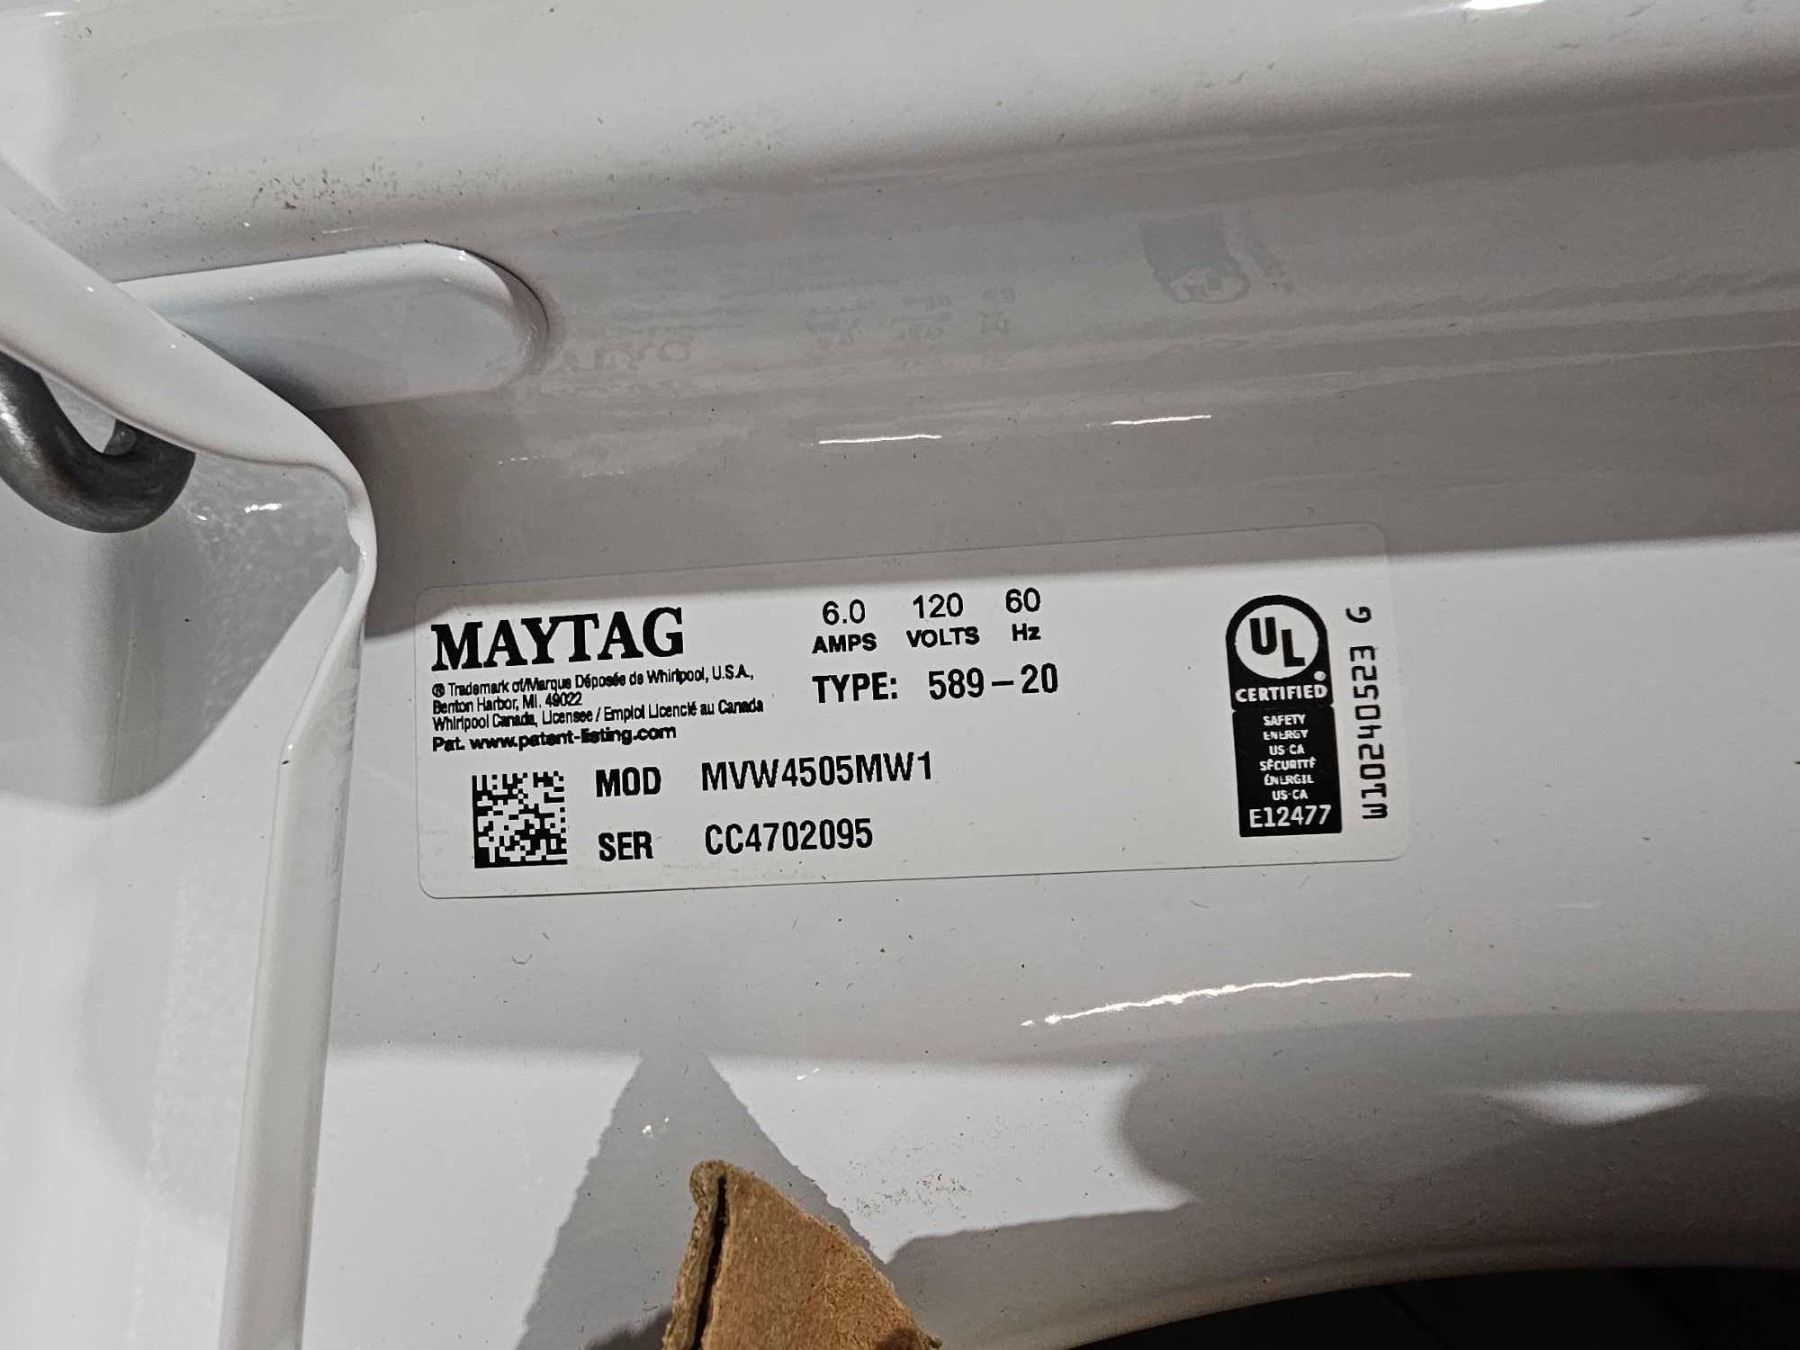 MAYTAG
® Trademark of/Marque Déposée de Whirlpool, U.S.A.,
Benton Harbor, MI. 49022
Whirlpool Canada, Licensee / Emploi Licencié au Canada
Pat. www.patent-listing.com
6.0 120 60
AMPS VOLTS Hz
TYPE: 589-20
MOD MVW4505MW1
SER CC4702095
UL®
CERTIFIED
SAFETY
ENERGY
US CA
SÉCURITÉ
ÉNERGIE
US-CA
E12477
W10420523 G